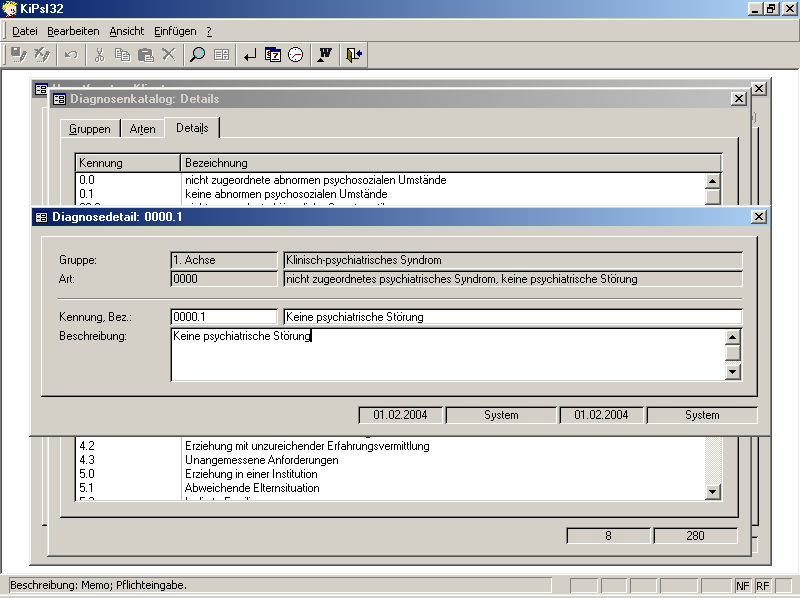 KiPsI32
Datei Bearbeiten Ansicht Einfügen ?
Diagnosenkatalog: Details
Gruppen Arten Details
Kennung Bezeichnung
0.0 nicht zugeordnete abnormen psychosozialen Umstände
0.1 keine abnormen psychosozialen Umstände
Diagnosedetail: 0000.1
Gruppe: 1. Achse Klinisch-psychiatrisches Syndrom
Art: 0000 nicht zugeordnetes psychiatrisches Syndrom, keine psychiatrische Störung
Kennung, Bez.: 0000.1 Keine psychiatrische Störung
Beschreibung: Keine psychiatrische Störung
01.02.2004 System 01.02.2004 System
4.2 Erziehung mit unzureichender Erfahrungsvermittlung
4.3 Unangemessene Anforderungen
5.0 Erziehung in einer Institution
5.1 Abweichende Elternsituation
8 280
Beschreibung: Memo; Pflichteingabe. NF RF